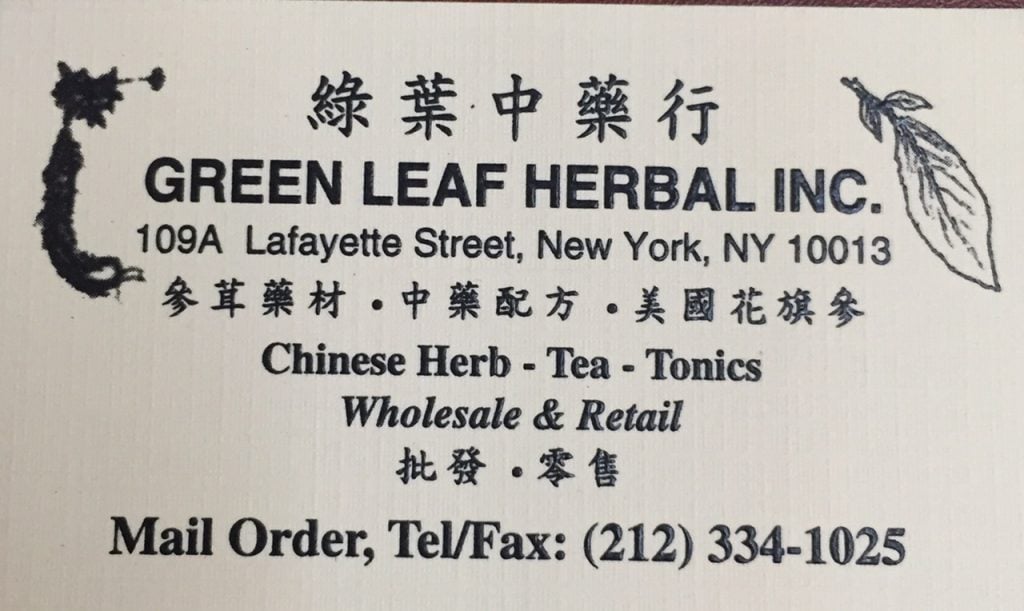 綠葉中藥行
GREEN LEAF HERBAL INC.
109A Lafayette Street, New York, NY 10013
參茸藥材・中藥配方・美國花旗參
Chinese Herb - Tea - Tonics
Wholesale & Retail
批發・零售
Mail Order, Tel/Fax: (212) 334-1025